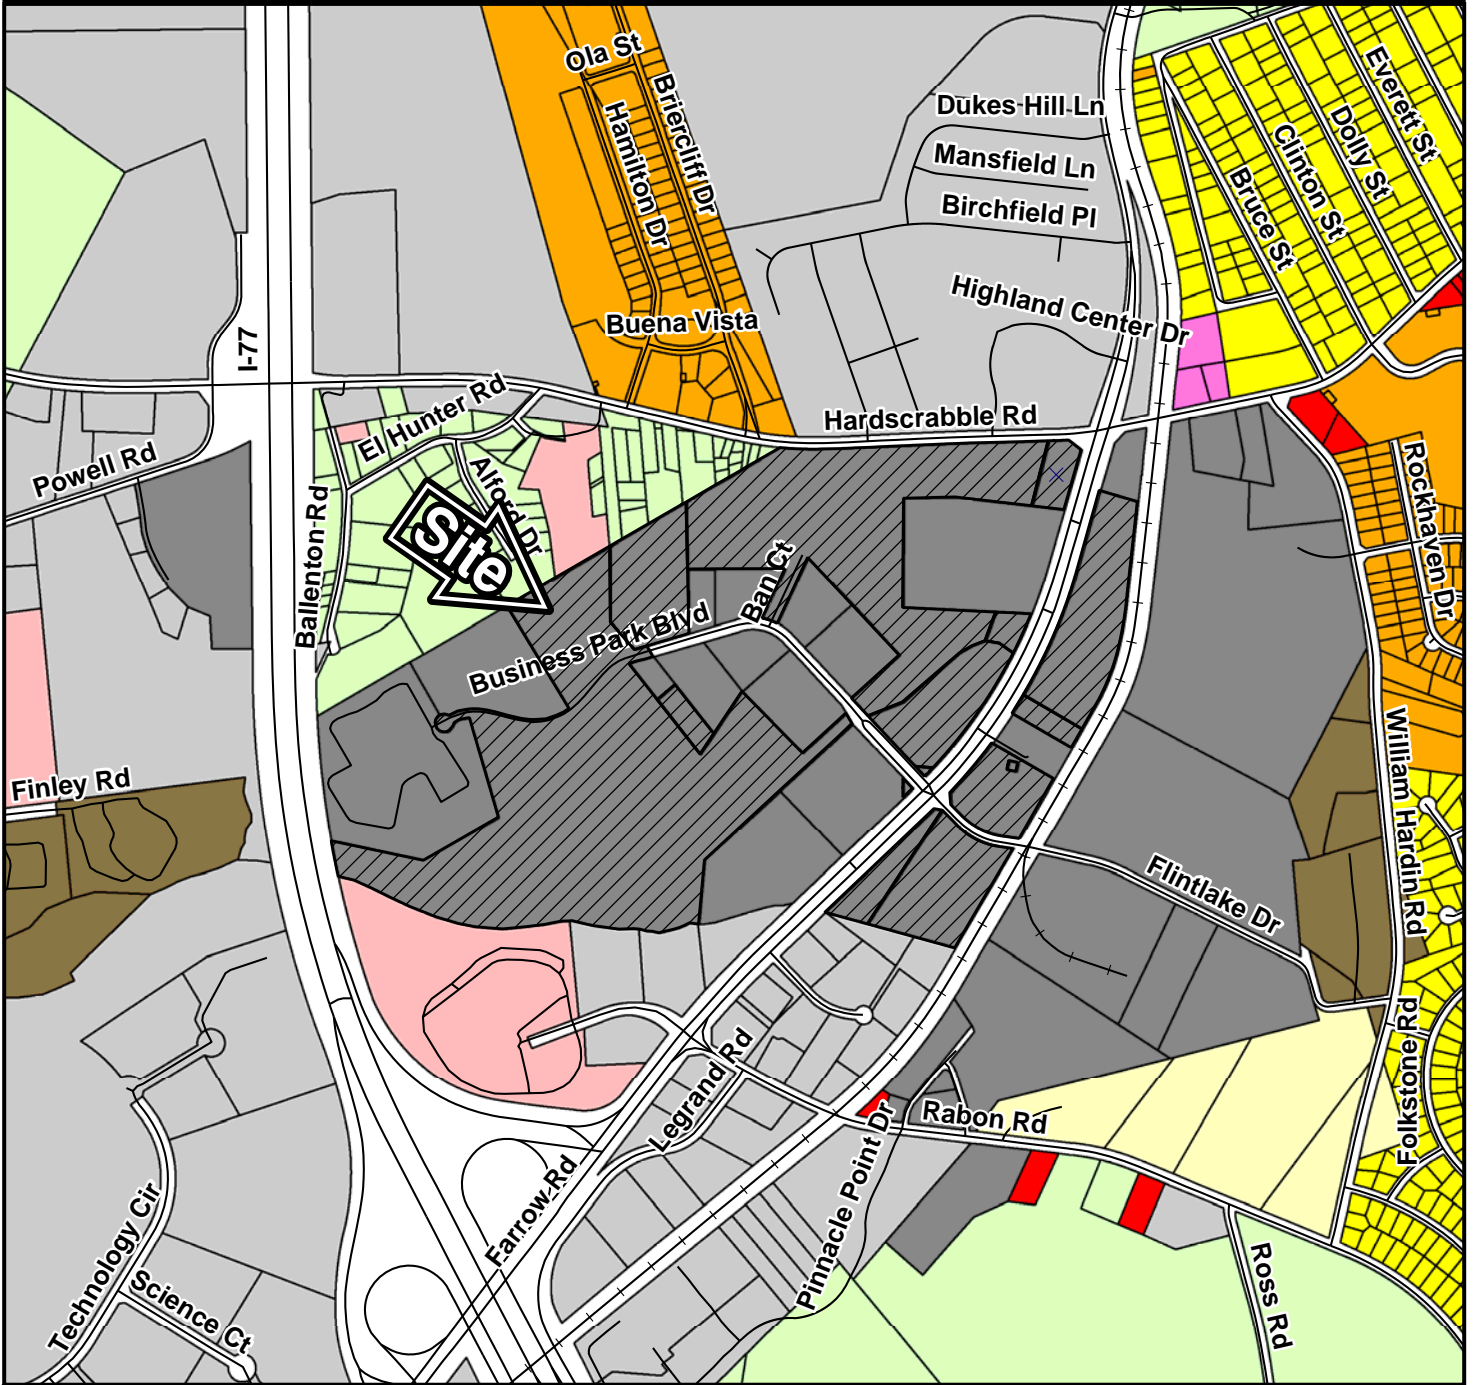 Ola St
Briercliff Dr
Hamilton Dr
Dukes Hill Ln
Mansfield Ln
Birchfield Pl
Everett St
Dolly St
Clinton St
Bruce St
Highland Center Dr
Buena Vista
I-77
El Hunter Rd
Hardscrabble Rd
Powell Rd
Alford Dr
Site
Ballenton Rd
Rockhaven Dr
Ban Ct
Business Park Blvd
William Hardin Rd
Finley Rd
Flintlake Dr
Folkstone Rd
Legrand Rd
Rabon Rd
Pinnacle Point Dr
Farrow Rd
Technology Cir
Science Ct
Ross Rd